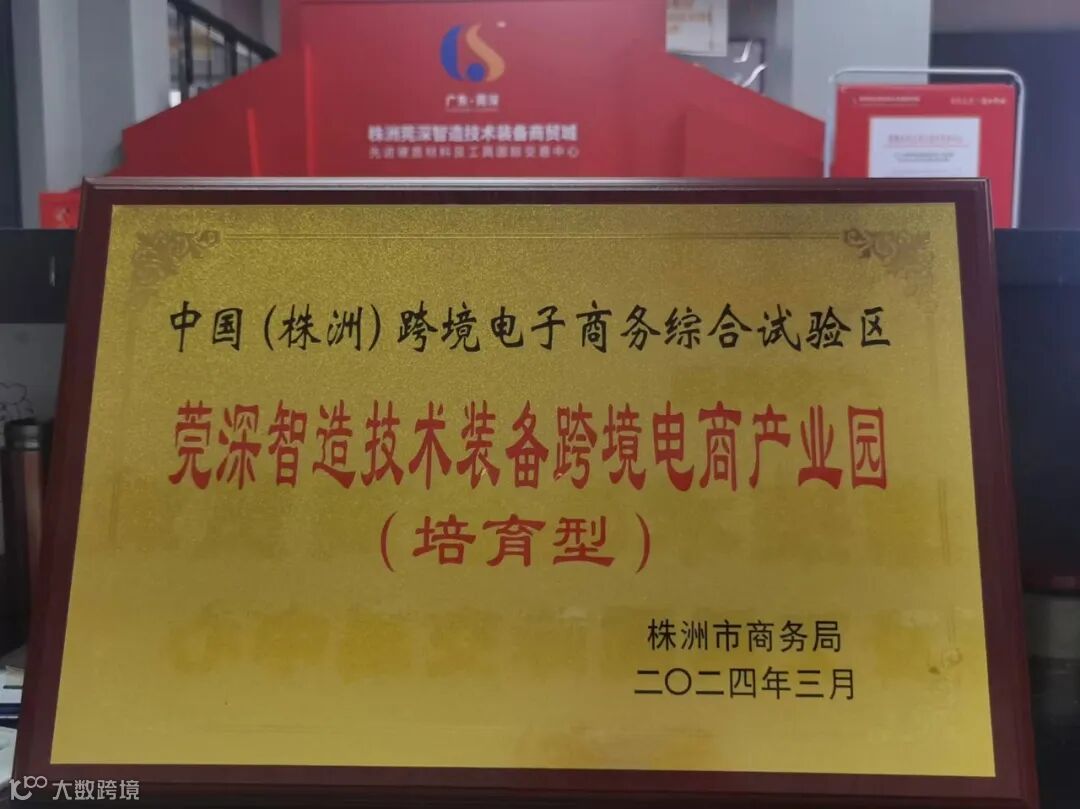 广东·莞深
株洲莞深智造技术装备商贸城
先进硬质材料及工具国际交易中心
中国（株洲）跨境电子商务综合试验区
莞深智造技术装备跨境电商产业园
（培育型）
株洲市商务局
二〇二四年三月
大数跨境